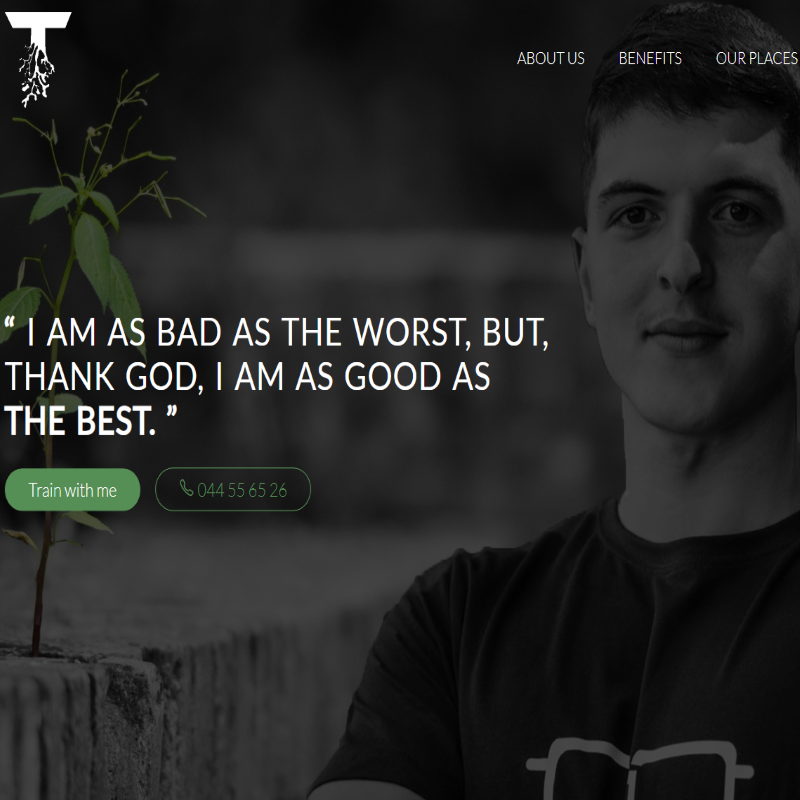 T
ABOUT US BENEFITS OUR PLACES
“ I AM AS BAD AS THE WORST, BUT,
THANK GOD, I AM AS GOOD AS
THE BEST. ”
Train with me 044 55 65 26